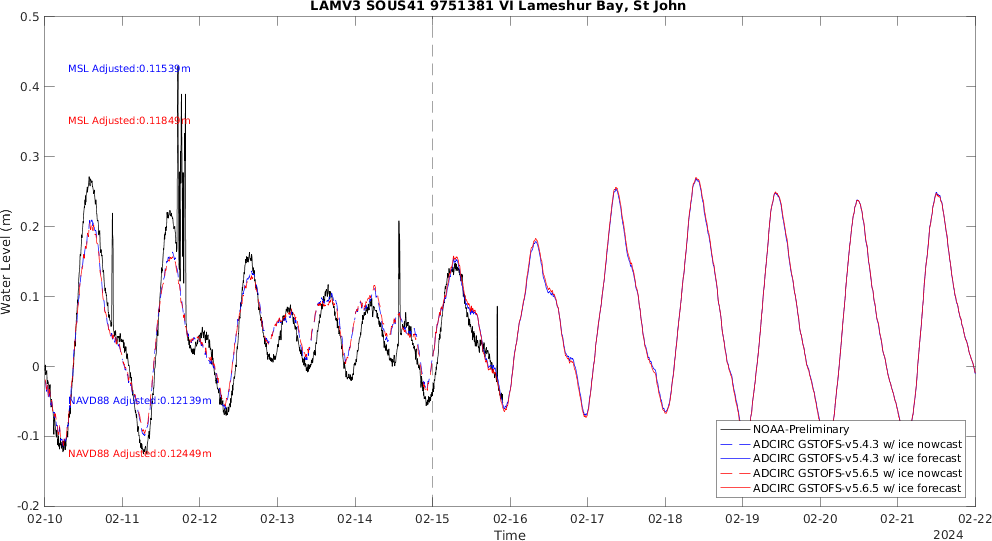 LAMV3 SOUS41 9751381 VI Lameshur Bay, St John
0.5
0.4
0.3
0.2
0.1
0
-0.1
-0.2
Water Level (m)
MSL Adjusted:0.11539m
MSL Adjusted:0.11849m
NAVD88 Adjusted:0.12139m
NAVD88 Adjusted:0.12449m
NOAA-Preliminary
ADCIRC GSTOFS-v5.4.3 w/ ice nowcast
ADCIRC GSTOFS-v5.4.3 w/ ice forecast
ADCIRC GSTOFS-v5.6.5 w/ ice nowcast
ADCIRC GSTOFS-v5.6.5 w/ ice forecast
02-10 02-11 02-12 02-13 02-14 02-15 02-16 02-17 02-18 02-19 02-20 02-21 02-22
Time
2024